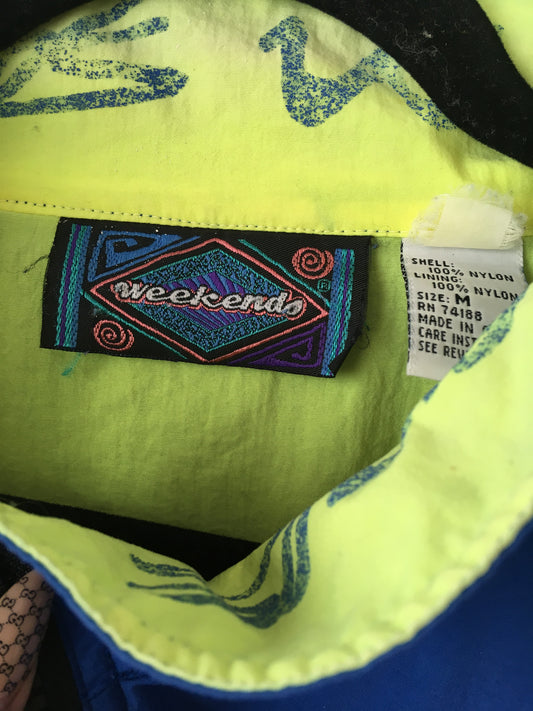 weekends
®
SHELL:
100% NYLON
LINING:
100% NYLON
SIZE: M
RN 74188
MADE IN
CARE INST
SEE REV